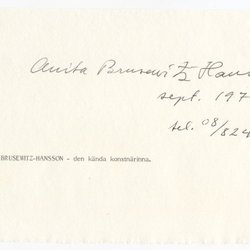 Anita Brusewitz Hans
sept. 197
tel. 08/824
BRUSEWITZ-HANSSON - den kända konstnärinna.